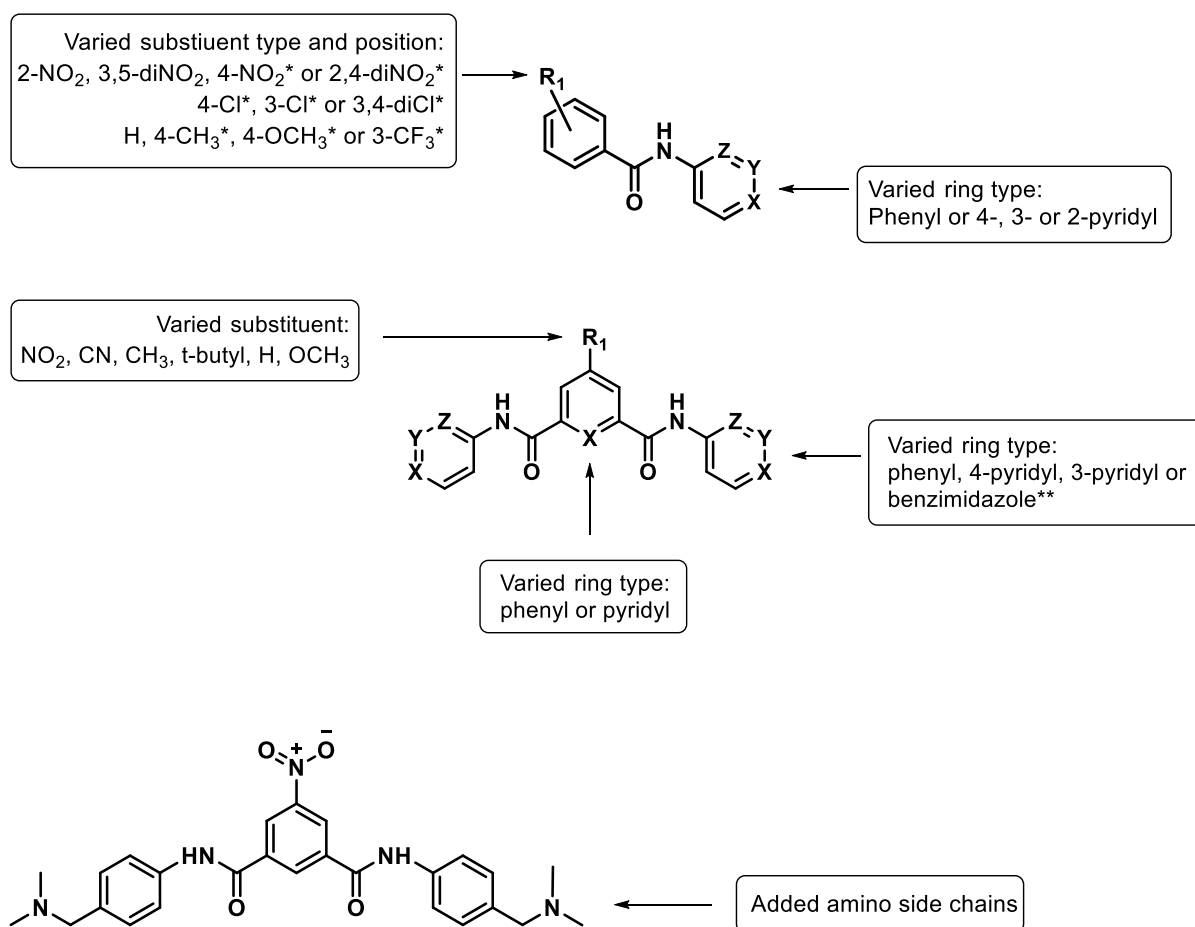 Varied substiuent type and position:
2-NO₂, 3,5-diNO₂, 4-NO₂* or 2,4-diNO₂*
4-Cl*, 3-Cl* or 3,4-diCl*
H, 4-CH₃*, 4-OCH₃* or 3-CF₃*
R₁
H
N
Z
Y
X
O
Varied ring type:
Phenyl or 4-, 3- or 2-pyridyl
Varied substituent:
NO₂, CN, CH₃, t-butyl, H, OCH₃
R₁
H
N
H
N
Z
Y
X
O
X
O
Z
Y
X
Varied ring type:
phenyl, 4-pyridyl, 3-pyridyl or
benzimidazole**
Varied ring type:
phenyl or pyridyl
O
N
+
O
−
HN
O
O
NH
N
N
Added amino side chains